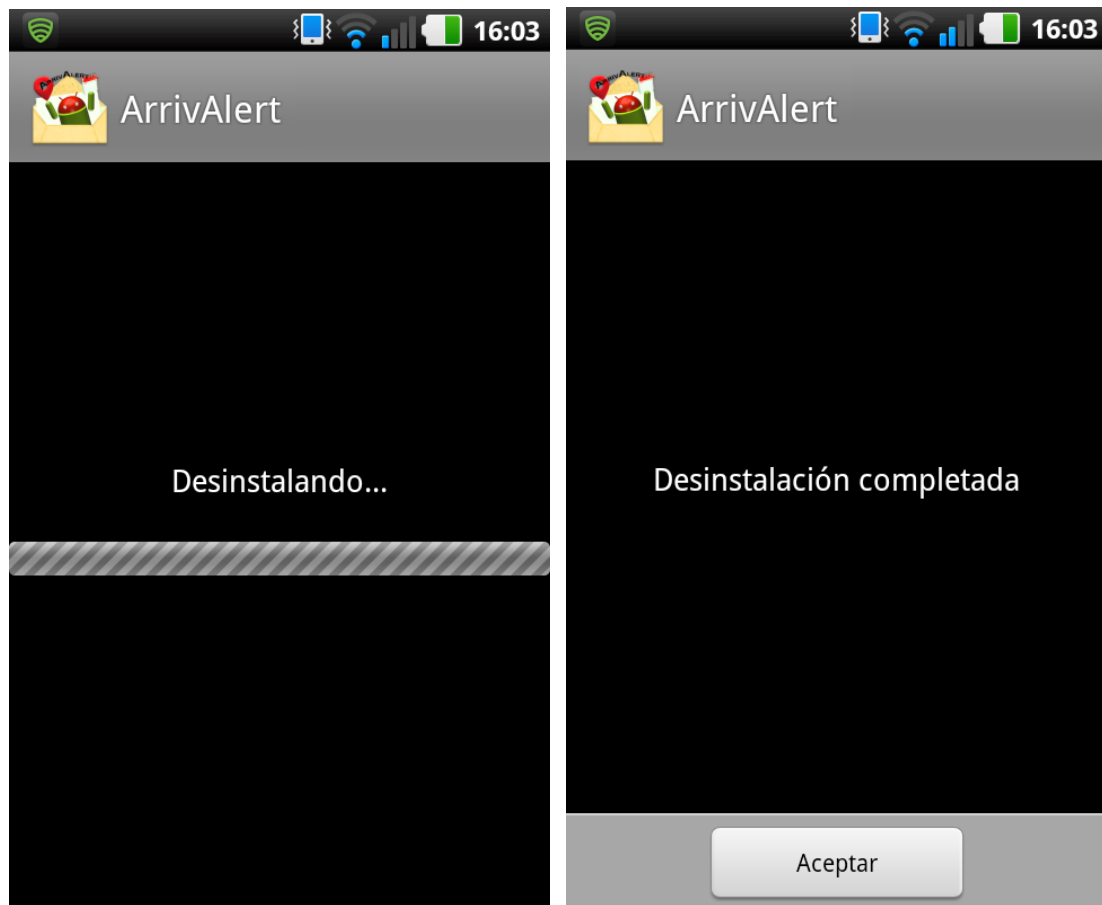 16:03
ArrivAlert
Desinstalando...
16:03
ArrivAlert
Desinstalación completada
Aceptar